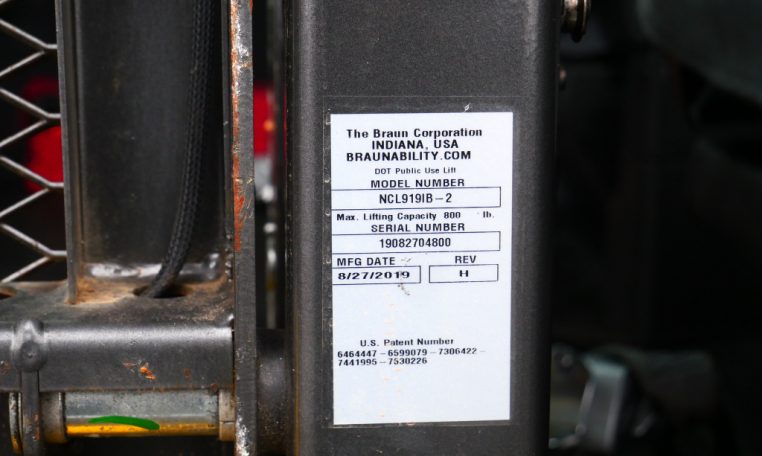 The Braun Corporation
INDIANA, USA
BRAUNABILITY.COM
DOT Public Use Lift
MODEL NUMBER
NCL919IB-2
Max. Lifting Capacity 800 lb.
SERIAL NUMBER
19082704800
MFG DATE REV
8/27/2019 H
U.S. Patent Number
6464447-6599079-7306422-
7441995-7530226